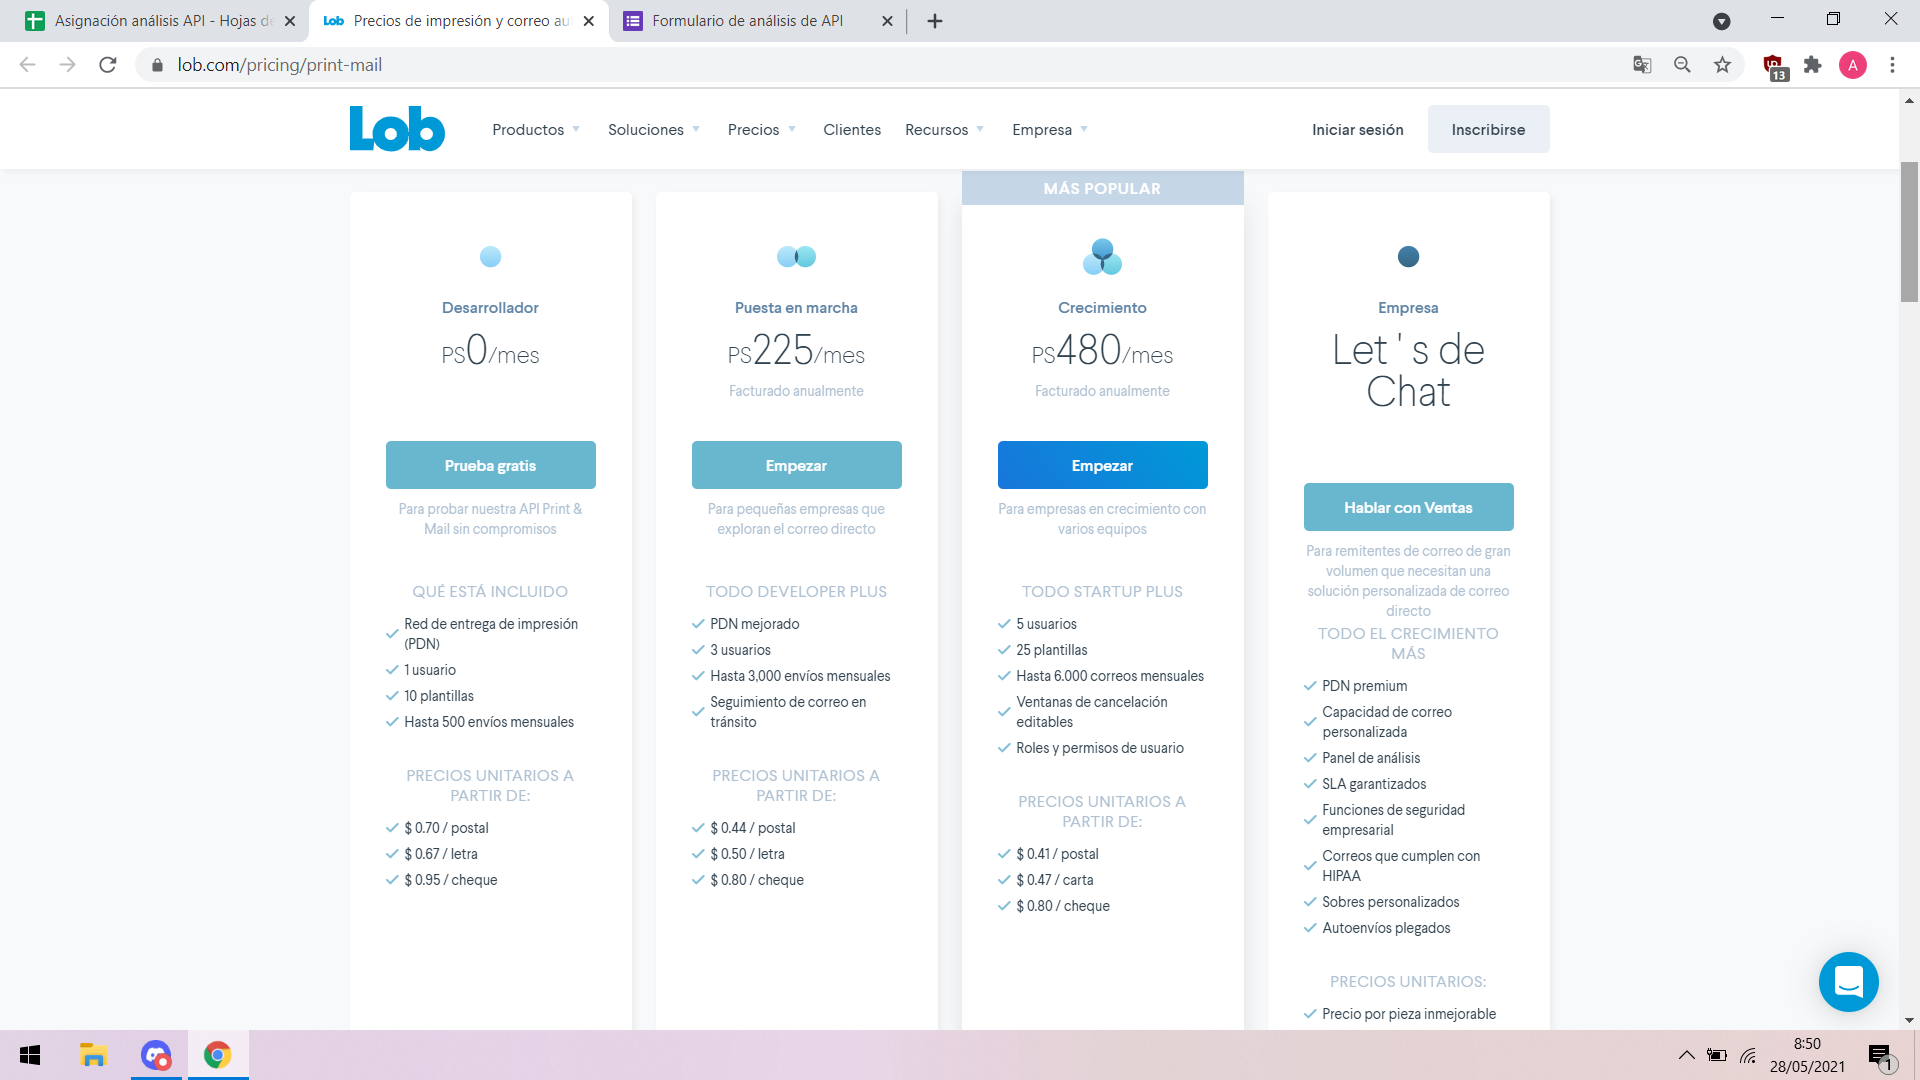 Asignación análisis API - Hojas de
Precios de impresión y correo au
Formulario de análisis de API
lob.com/pricing/print-mail
13
A
Lob
Productos
Soluciones
Precios
Clientes
Recursos
Empresa
Iniciar sesión
Inscribirse
Desarrollador
PS0/mes
Prueba gratis
Para probar nuestra API Print &
Mail sin compromisos
QUÉ ESTÁ INCLUIDO
Red de entrega de impresión
(PDN)
1 usuario
10 plantillas
Hasta 500 envíos mensuales
PRECIOS UNITARIOS A
PARTIR DE:
$ 0.70 / postal
$ 0.67 / letra
$ 0.95 / cheque
Puesta en marcha
PS225/mes
Facturado anualmente
Empezar
Para pequeñas empresas que
exploran el correo directo
TODO DEVELOPER PLUS
PDN mejorado
3 usuarios
Hasta 3,000 envíos mensuales
Seguimiento de correo en
tránsito
PRECIOS UNITARIOS A
PARTIR DE:
$ 0.44 / postal
$ 0.50 / letra
$ 0.80 / cheque
MÁS POPULAR
Crecimiento
PS480/mes
Facturado anualmente
Empezar
Para empresas en crecimiento con
varios equipos
TODO STARTUP PLUS
5 usuarios
25 plantillas
Hasta 6.000 correos mensuales
Ventanas de cancelación
editables
Roles y permisos de usuario
PRECIOS UNITARIOS A
PARTIR DE:
$ 0.41 / postal
$ 0.47 / carta
$ 0.80 / cheque
Empresa
Let ' s de
Chat
Hablar con Ventas
Para remitentes de correo de gran
volumen que necesitan una
solución personalizada de correo
directo
TODO EL CRECIMIENTO
MÁS
PDN premium
Capacidad de correo
personalizada
Panel de análisis
SLA garantizados
Funciones de seguridad
empresarial
Correos que cumplen con
HIPAA
Sobres personalizados
Autoenvíos plegados
PRECIOS UNITARIOS:
Precio por pieza inmejorable
8:50
28/05/2021
1